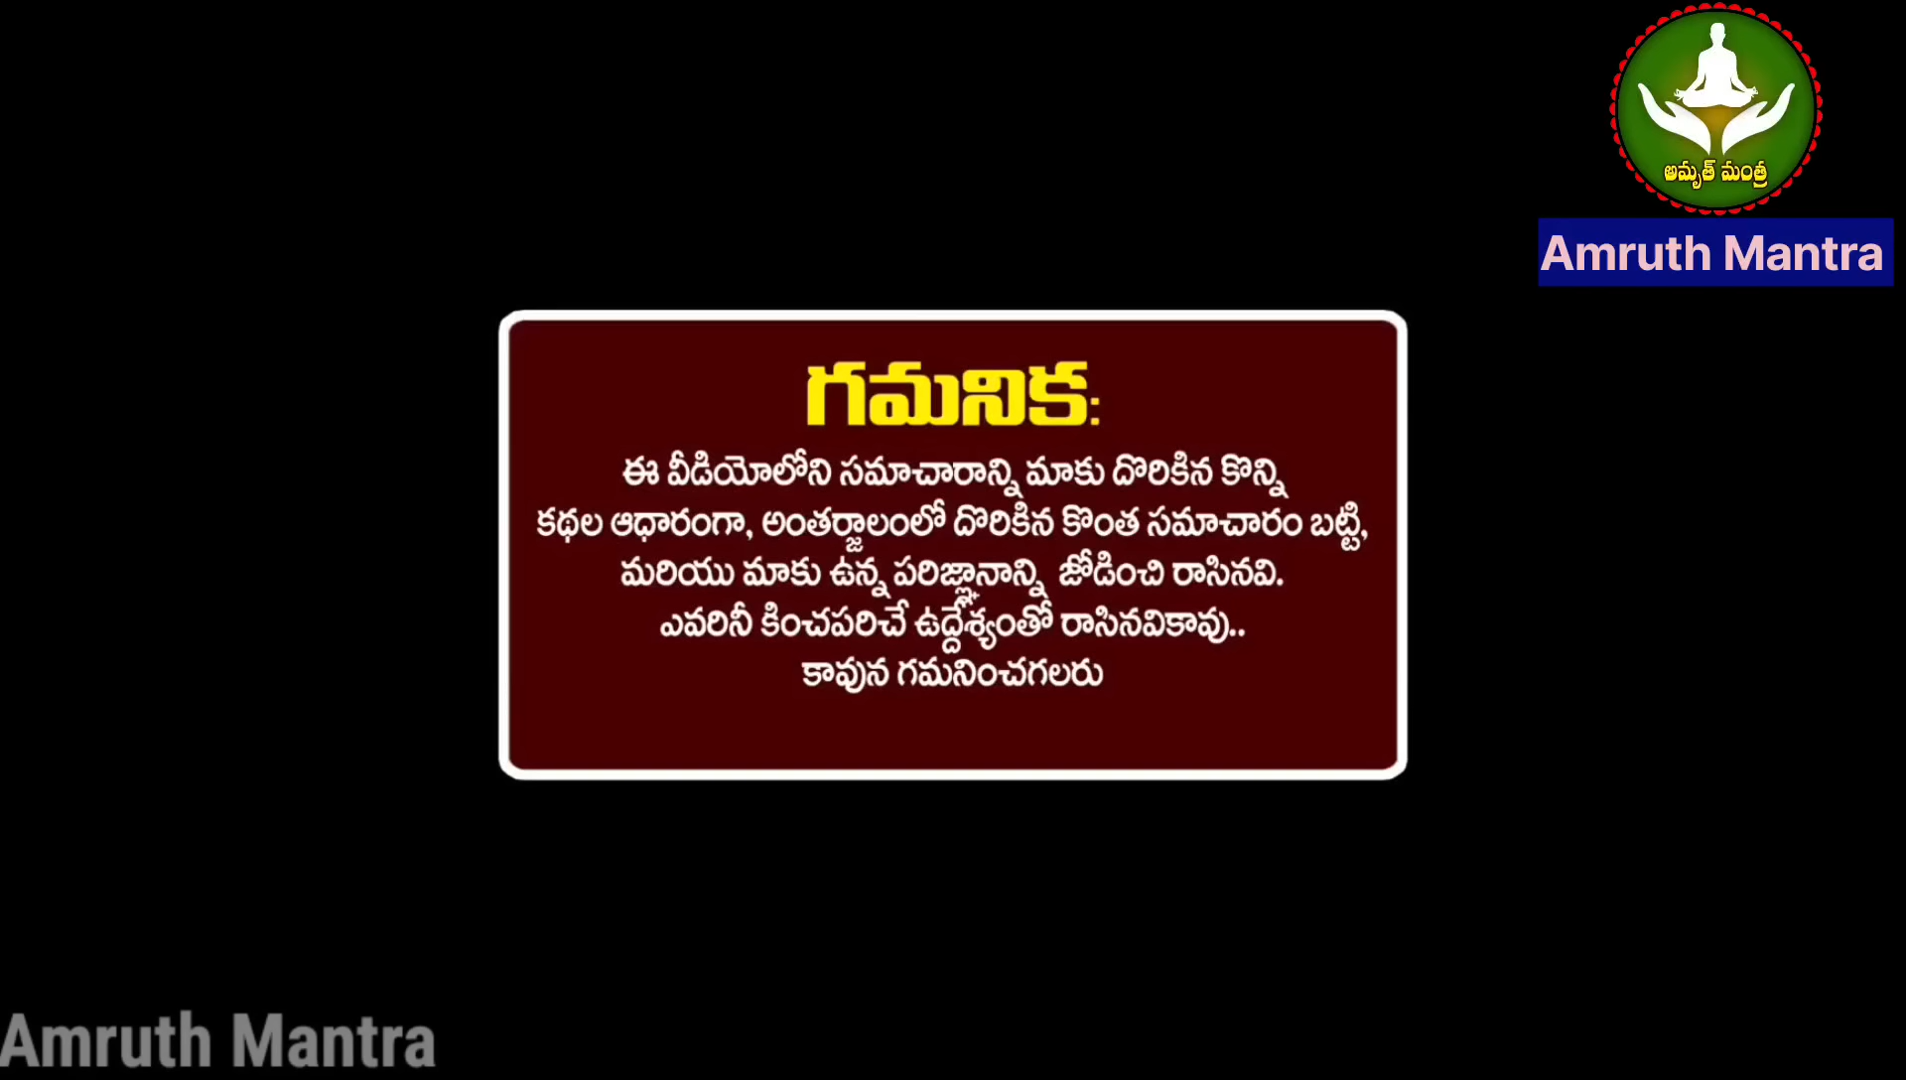 అమృత్ మంత్ర
Amruth Mantra
గమనిక:
ఈ వీడియోలోని సమాచారాన్ని మాకు దొరికిన కొన్ని
కథల ఆధారంగా, అంతర్జాలంలో దొరికిన కొంత సమాచారం బట్టి,
మరియు మాకు ఉన్న పరిజ్ఞానాన్ని జోడించి రాసినవి.
ఎవరినీ కించపరిచే ఉద్దేశ్యంతో రాసినవికావు..
కావున గమనించగలరు
Amruth Mantra